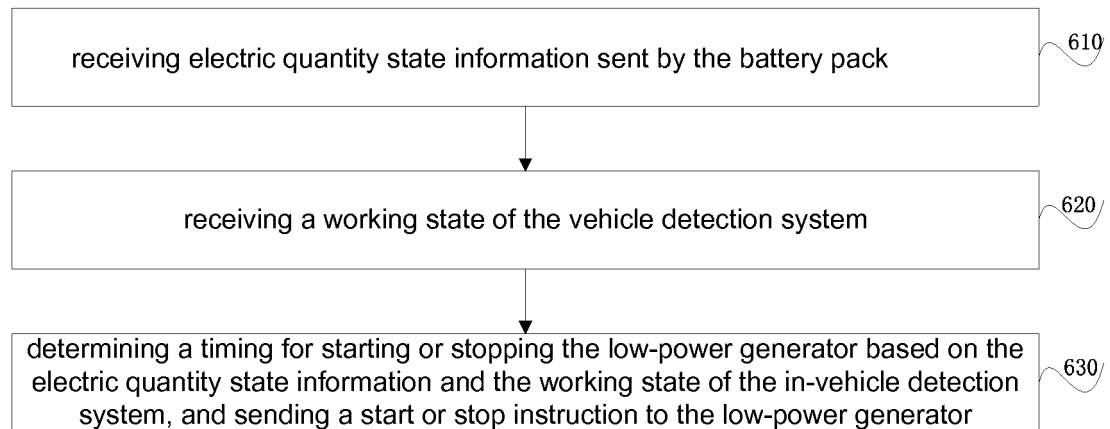 receiving electric quantity state information sent by the battery pack
610
receiving a working state of the vehicle detection system
620
determining a timing for starting or stopping the low-power generator based on the
electric quantity state information and the working state of the in-vehicle detection
system, and sending a start or stop instruction to the low-power generator
630